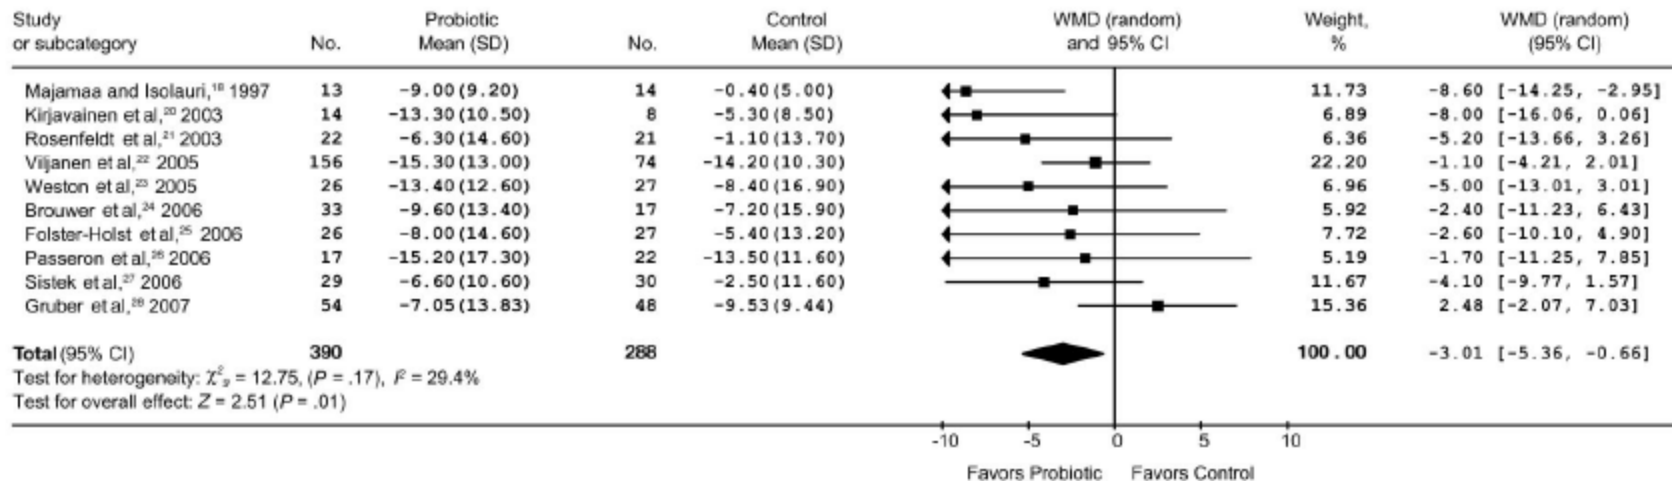 Study Probiotic Control WMD (random) Weight, WMD (random)
or subcategory No. Mean (SD) No. Mean (SD) and 95% CI % (95% CI)
Majamaa and Isolauri,¹⁸ 1997 13 -9.00 (9.20) 14 -0.40 (5.00) 11.73 -8.60 [-14.25, -2.95]
Kirjavainen et al,²⁰ 2003 14 -13.30 (10.50) 8 -5.30 (8.50) 6.89 -8.00 [-16.06, 0.06]
Rosenfeldt et al,²¹ 2003 22 -6.30 (14.60) 21 -1.10 (13.70) 6.36 -5.20 [-13.66, 3.26]
Viljanen et al,²² 2005 156 -15.30 (13.00) 74 -14.20 (10.30) 22.20 -1.10 [-4.21, 2.01]
Weston et al,²³ 2005 26 -13.40 (12.60) 27 -8.40 (16.90) 6.96 -5.00 [-13.01, 3.01]
Brouwer et al,²⁴ 2006 33 -9.60 (13.40) 17 -7.20 (15.90) 5.92 -2.40 [-11.23, 6.43]
Folster-Holst et al,²⁵ 2006 26 -8.00 (14.60) 27 -5.40 (13.20) 7.72 -2.60 [-10.10, 4.90]
Passeron et al,²⁶ 2006 17 -15.20 (17.30) 22 -13.50 (11.60) 5.19 -1.70 [-11.25, 7.85]
Sistek et al,²⁷ 2006 29 -6.60 (10.60) 30 -2.50 (11.60) 11.67 -4.10 [-9.77, 1.57]
Gruber et al,²⁸ 2007 54 -7.05 (13.83) 48 -9.53 (9.44) 15.36 2.48 [-2.07, 7.03]
Total (95% CI) 390 288 100.00 -3.01 [-5.36, -0.66]
Test for heterogeneity: χ²₉ = 12.75, (P = .17), I² = 29.4%
Test for overall effect: Z = 2.51 (P = .01)
-10 -5 0 5 10
Favors Probiotic Favors Control